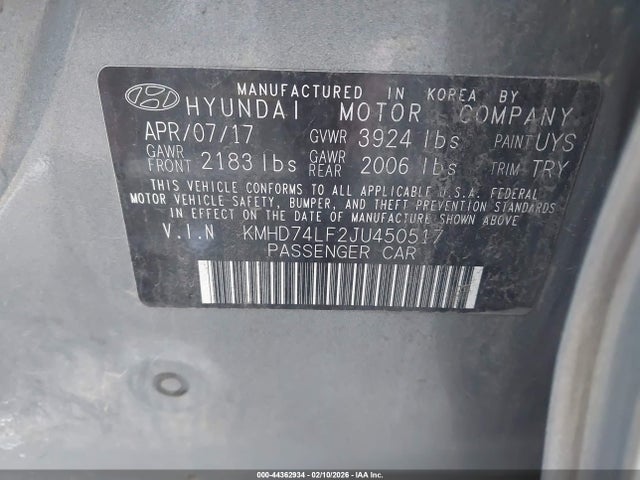 MANUFACTURED IN KOREA BY
HYUNDAI MOTOR COMPANY
APR/07/17 GVWR 3924 lbs PAINT UYS
GAWR FRONT 2183 lbs GAWR REAR 2006 lbs TRIM TRY
THIS VEHICLE CONFORMS TO ALL APPLICABLE U.S.A. FEDERAL
MOTOR VEHICLE-SAFETY, BUMPER, AND THEFT PREVENTION
STANDARDS IN EFFECT ON THE DATE OF MANUFACTURE SHOWN ABOVE
V.I.N KMHD74LF2JU450517
PASSENGER CAR
000-44362934 - 02/10/2026 - IAA Inc.